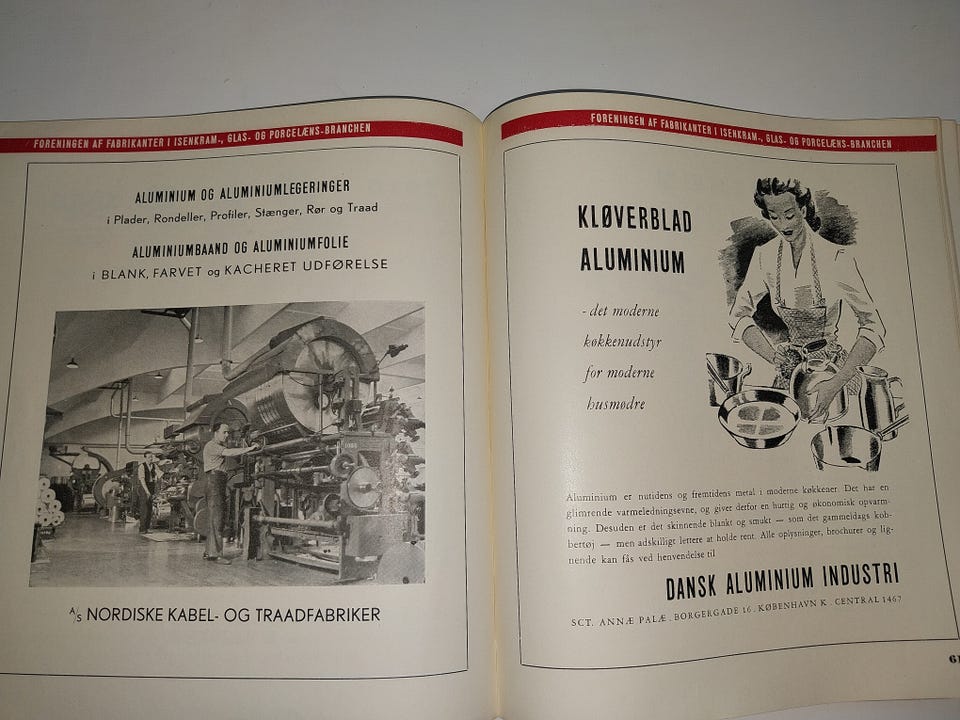 FORENINGEN AF FABRIKANTER I ISENKRAM-, GLAS- OG PORCELÆNS-BRANCHEN
ALUMINIUM OG ALUMINIUMLEGERINGER
i Plader, Rondeller, Profiler, Stænger, Rør og Traad
ALUMINIUMBAAND OG ALUMINIUMFOLIE
i BLANK, FARVET og KACHERET UDFØRELSE
A/S NORDISKE KABEL- OG TRAADFABRIKER
FORENINGEN AF FABRIKANTER I ISENKRAM-, GLAS- OG PORCELÆNS-BRANCHEN
KLØVERBLAD
ALUMINIUM
- det moderne
køkkenudstyr
for moderne
husmødre
Aluminium er nutidens og fremtidens metal i moderne køkkener. Det har en
glimrende varmeledningsevne, og giver derfor en hurtig og økonomisk opvarm-
ning. Desuden er det skinnende blankt og smukt — som det gammeldags kob-
bertøj — men adskilligt lettere at holde rent. Alle oplysninger, brochurer og lig-
nende kan fås ved henvendelse til
DANSK ALUMINIUM INDUSTRI
SCT. ANNÆ PALÆ . BORGERGADE 16 . KØBENHAVN K . CENTRAL 1467